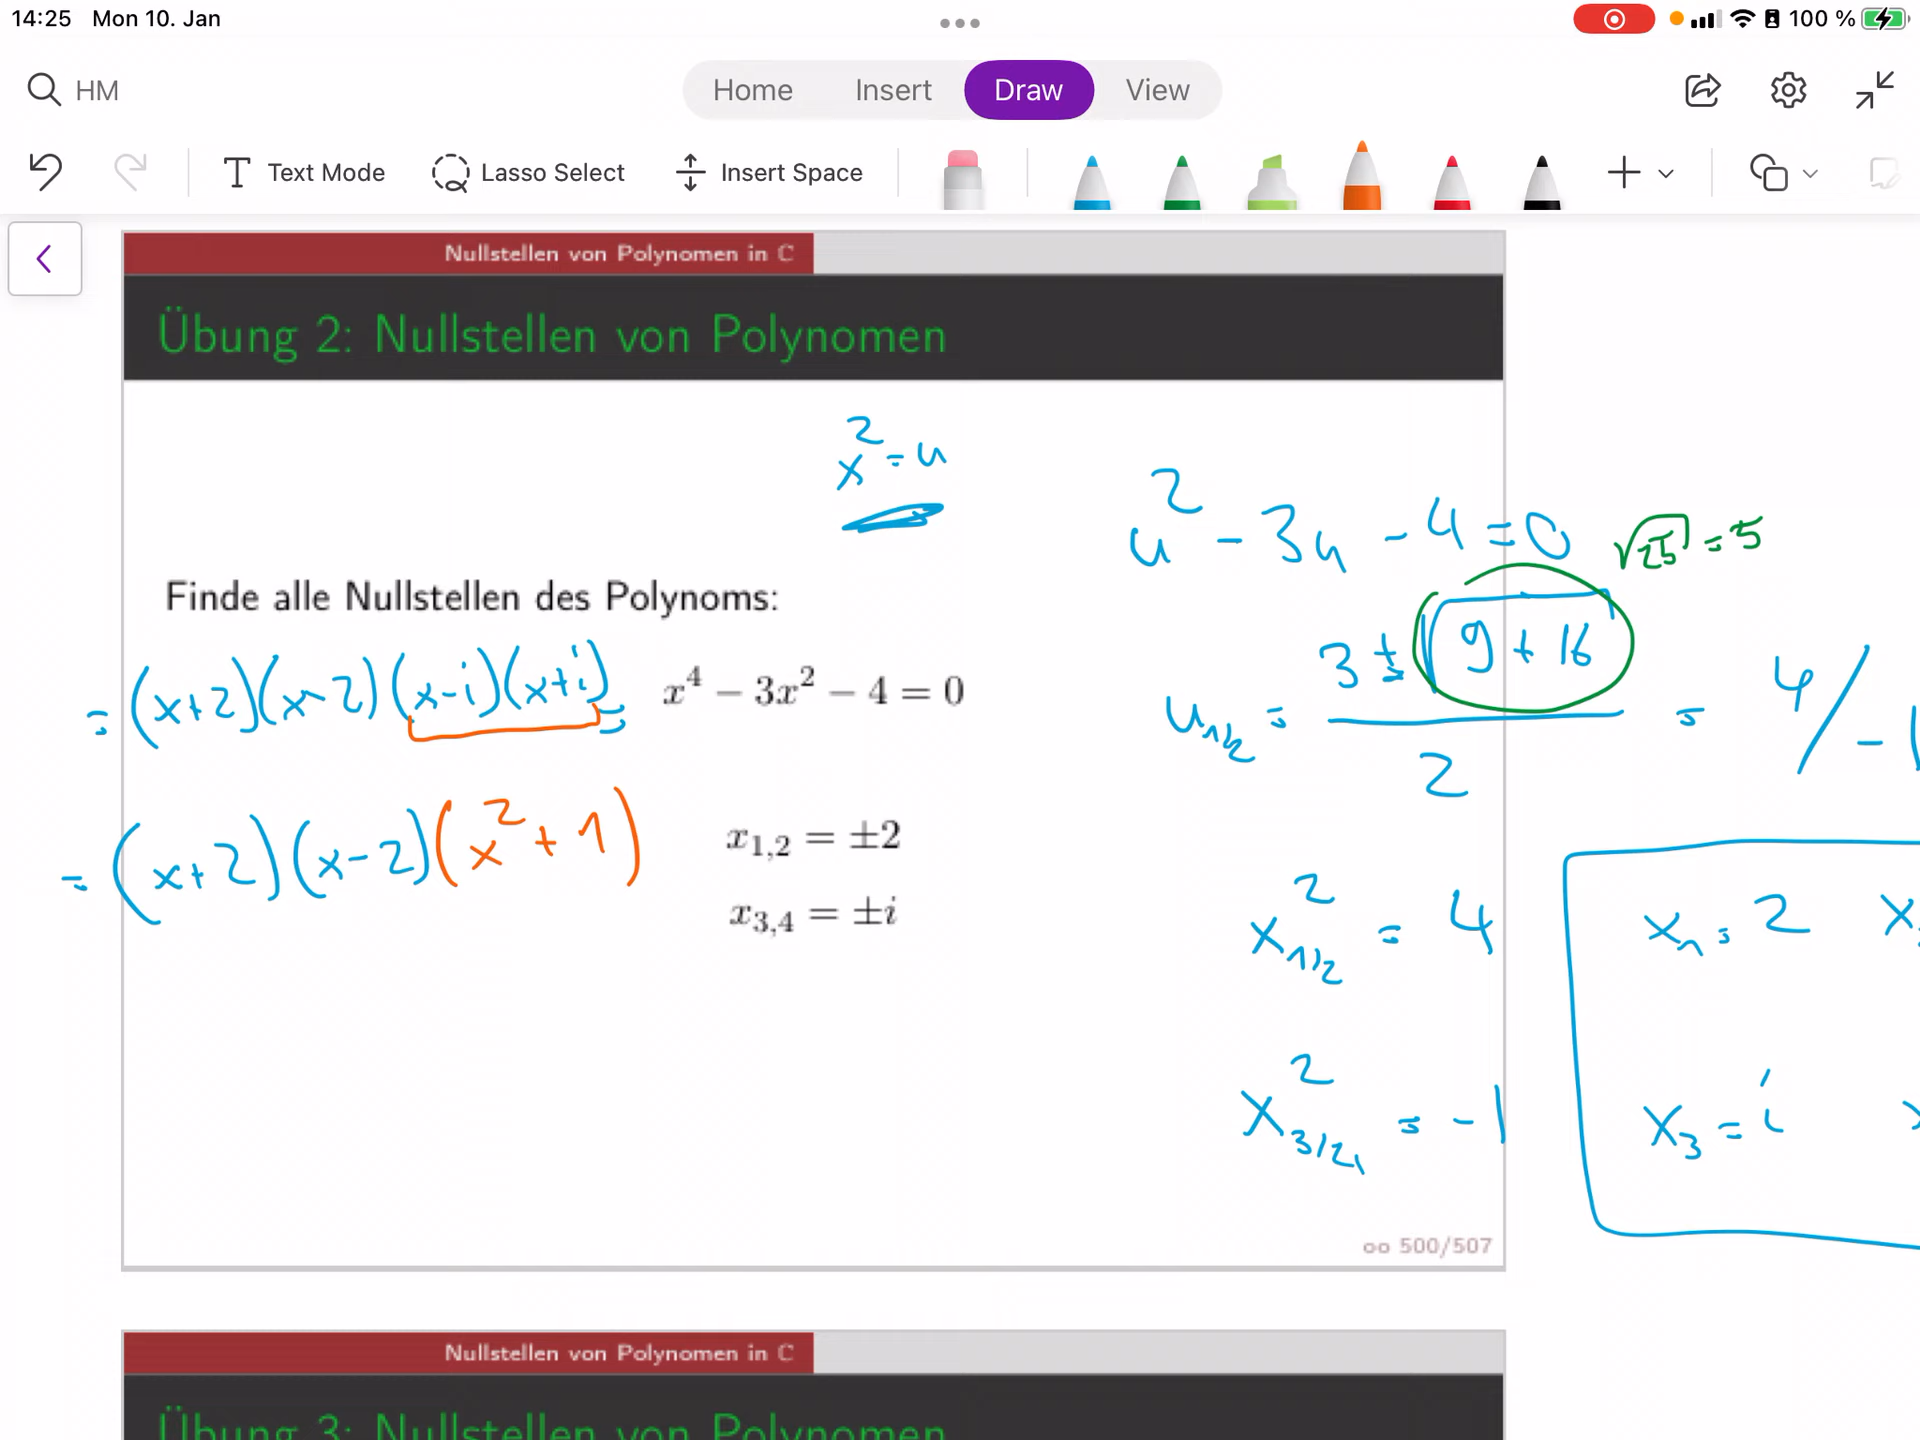 14:25 Mon 10. Jan
100 %
HM
Home Insert Draw View
Text Mode Lasso Select Insert Space
Nullstellen von Polynomen in C
Übung 2: Nullstellen von Polynomen
x² = u
u² - 3u - 4 = 0
√25 = 5
Finde alle Nullstellen des Polynoms:
= (x+2)(x-2)(x-i)(x+i) =
x⁴ − 3x² − 4 = 0
u₁/₂ = (3 ± √(9 + 16)) / 2 = 4 / -1
= (x+2)(x-2)(x² + 1)
x₁,₂ = ±2
x₃,₄ = ±i
x₁/₂² = 4
x₁ = 2 x
x₃/₄² = -1
x₃ = i x
∞ 500/507
Nullstellen von Polynomen in C
Übung 3: Nullstellen von Polynomen